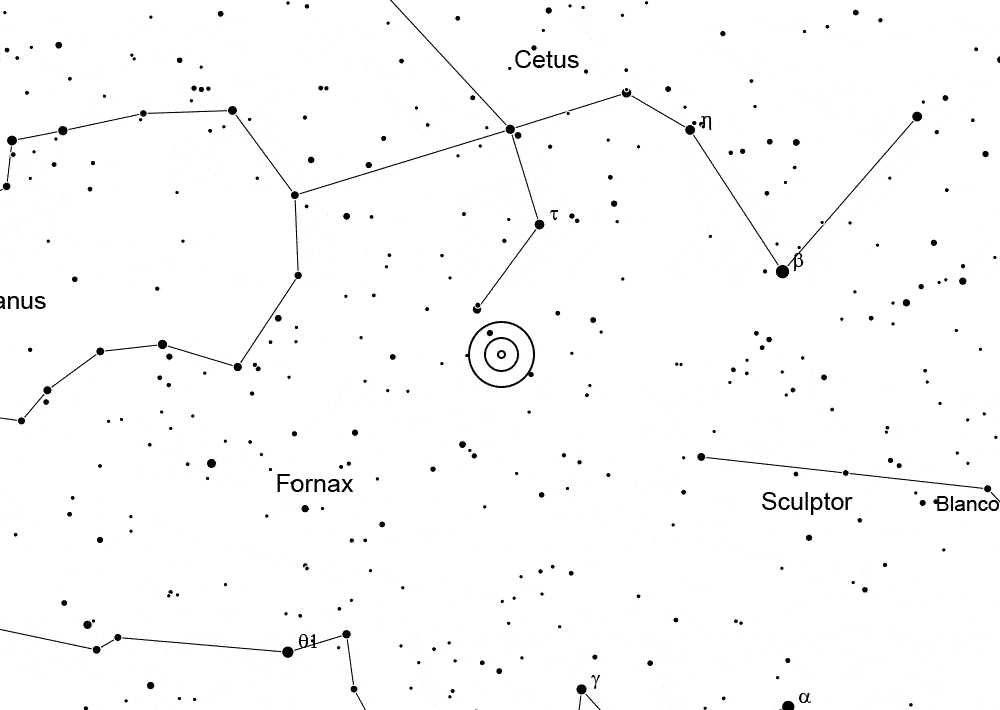 Cetus
η
τ
β
anus
Fornax
Sculptor
Blanco
θ1
γ
α